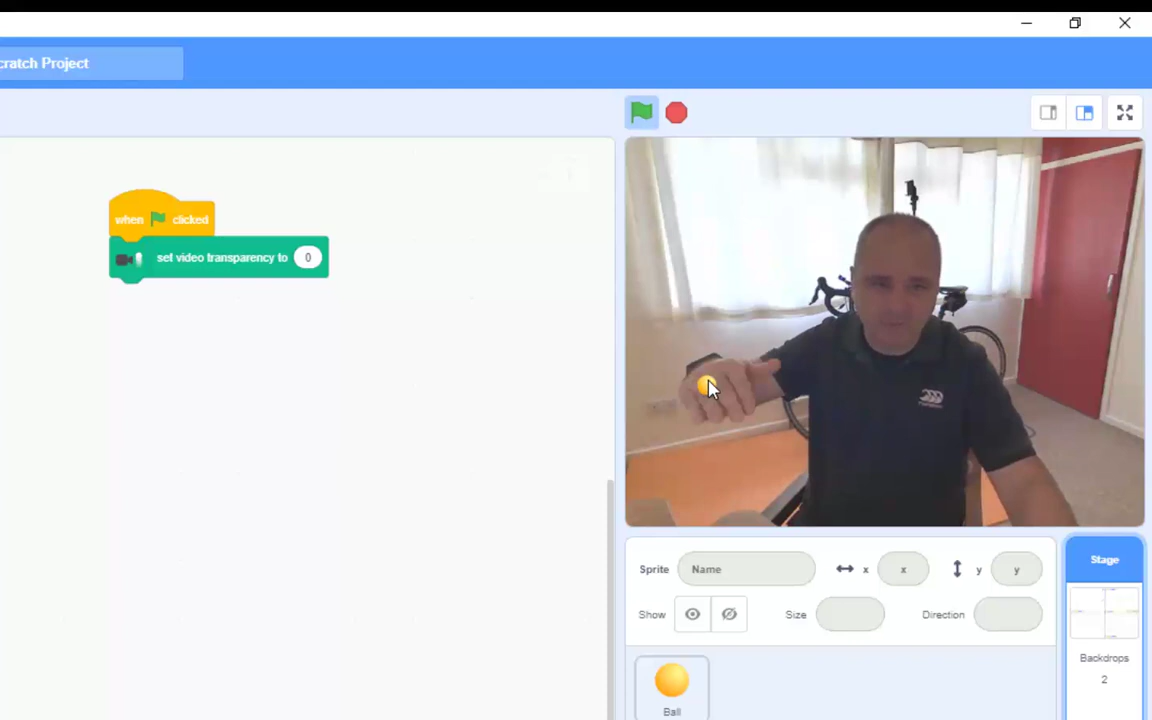 cratch Project
when clicked
set video transparency to 0
Sprite Name x x y y
Show Size Direction
Stage
Backdrops
2
Ball